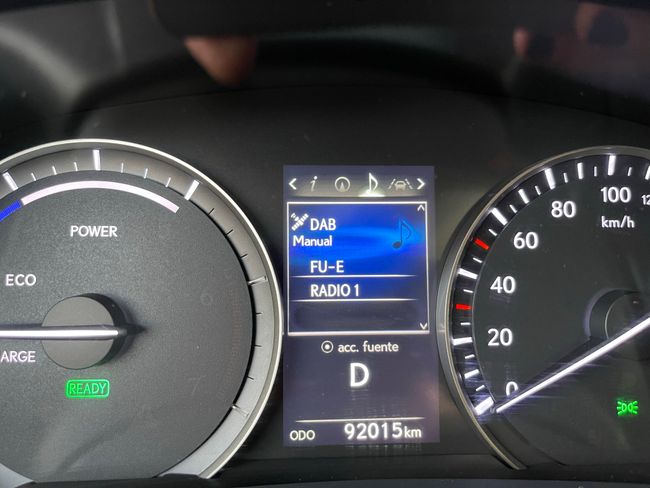 POWER
ECO
ARGE
READY
i
DAB
Manual
FU-E
RADIO 1
acc. fuente
D
ODO 92015km
0
20
40
60
80
100
12
km/h